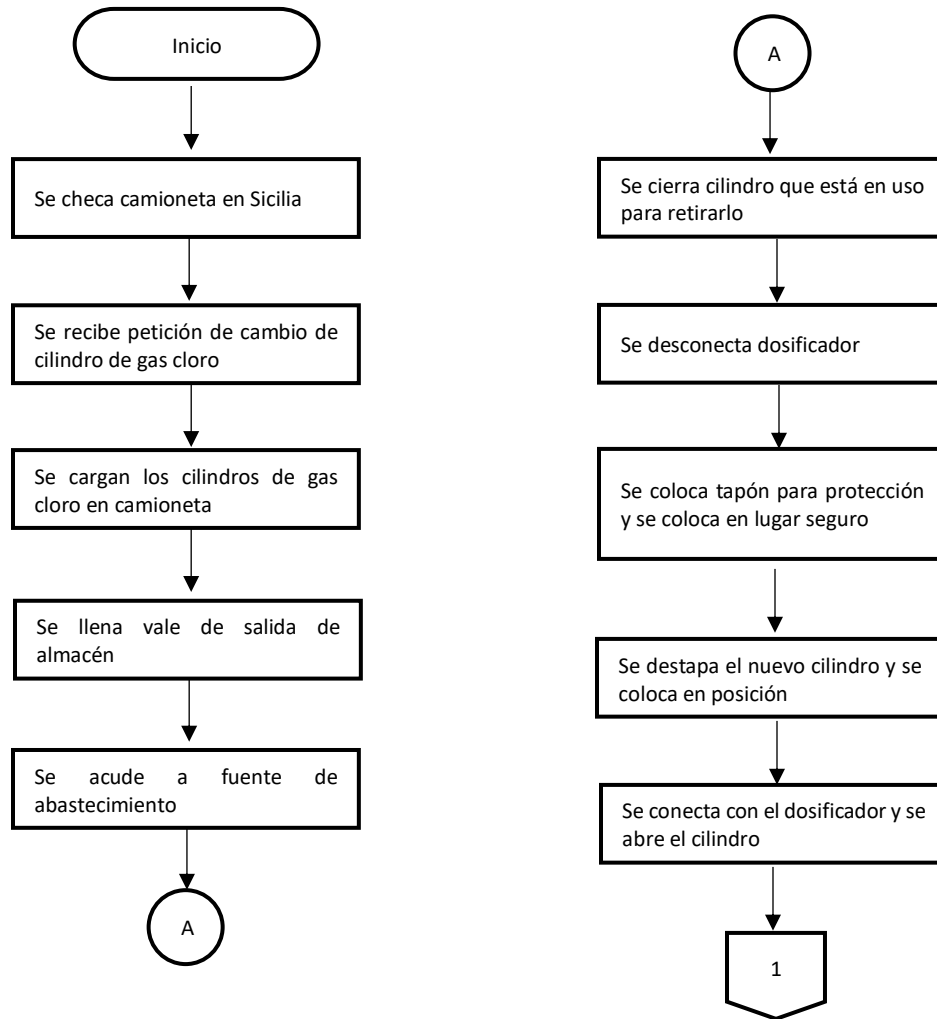 Inicio
Se checa camioneta en Sicilia
Se recibe petición de cambio de
cilindro de gas cloro
Se cargan los cilindros de gas
cloro en camioneta
Se llena vale de salida de
almacén
Se acude a fuente de
abastecimiento
A
A
Se cierra cilindro que está en uso
para retirarlo
Se desconecta dosificador
Se coloca tapón para protección
y se coloca en lugar seguro
Se destapa el nuevo cilindro y se
coloca en posición
Se conecta con el dosificador y se
abre el cilindro
1